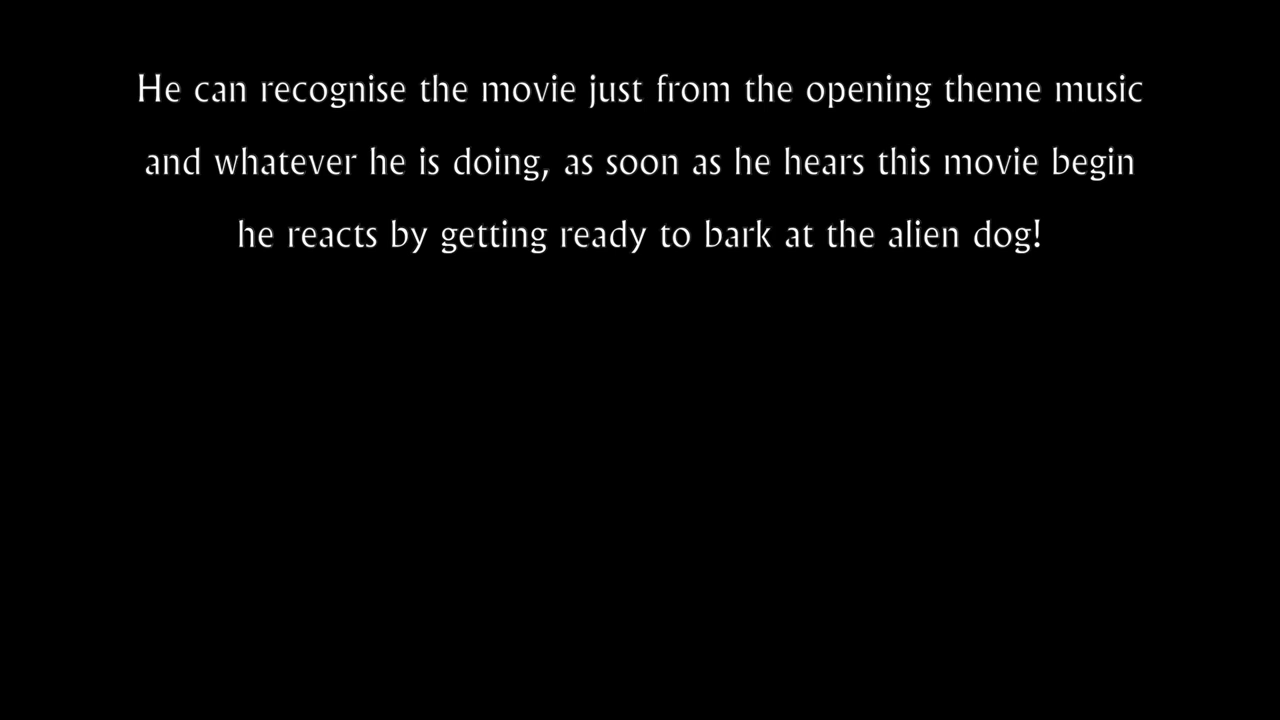 He can recognise the movie just from the opening theme music
and whatever he is doing, as soon as he hears this movie begin
he reacts by getting ready to bark at the alien dog!